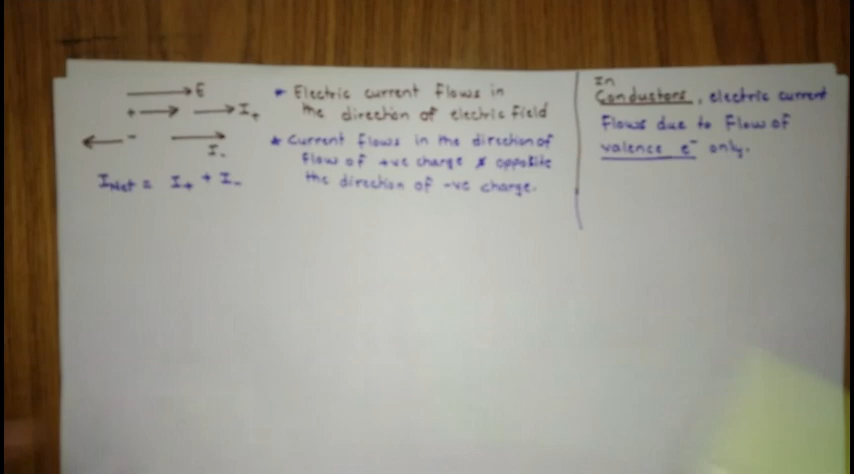 → E
+ → → I₊
← - →
I₋
I Net = I₊ + I₋
* Electric current flows in
the direction of electric field
* Current flows in the direction of
flow of +ve charge & opposite
the direction of -ve charge.
In
Conductors, electric current
flows due to flow of
valence e⁻ only.